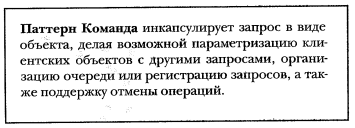 Паттерн Команда инкапсулирует запрос в виде
объекта, делая возможной параметризацию кли-
ентских объектов с другими запросами, органи-
зацию очереди или регистрацию запросов, а так-
же поддержку отмены операций.